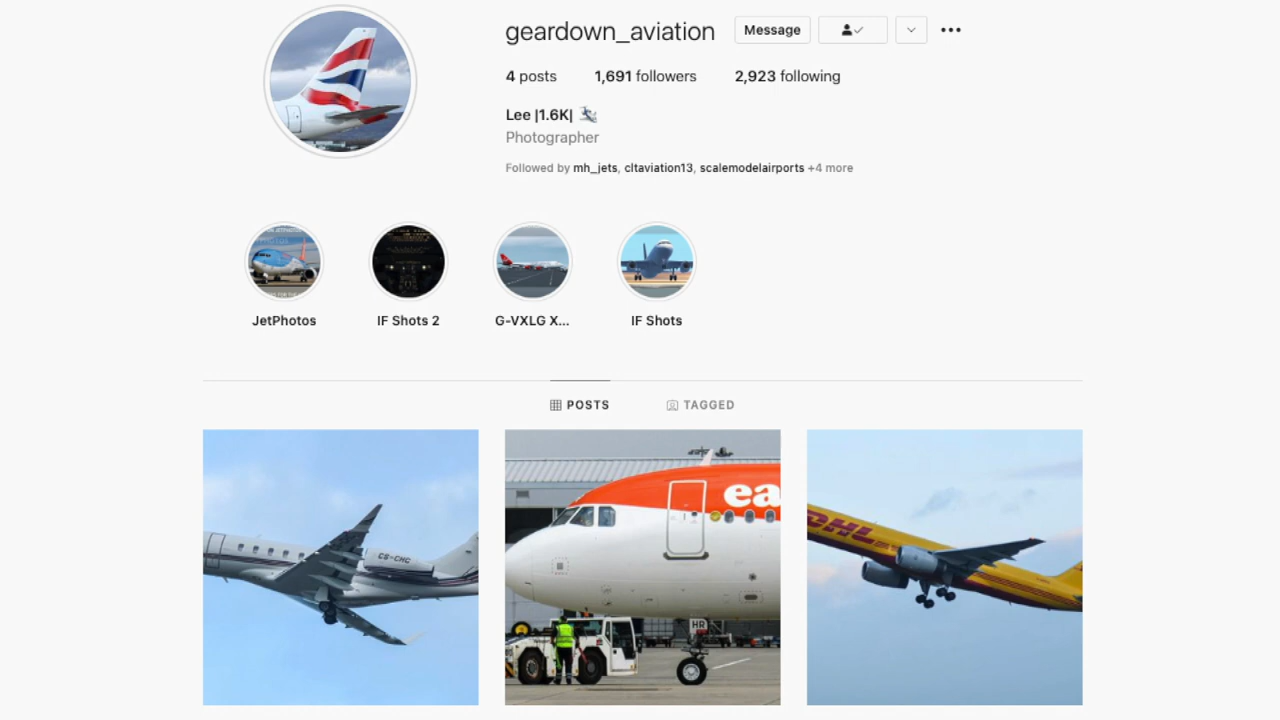 geardown_aviation
Message
4 posts
1,691 followers
2,923 following
Lee |1.6K|
Photographer
Followed by mh_jets, cltaviation13, scalemodelairports +4 more
JetPhotos
IF Shots 2
G-VXLG X...
IF Shots
POSTS
TAGGED
CS-CHC
ea
HR
DHL